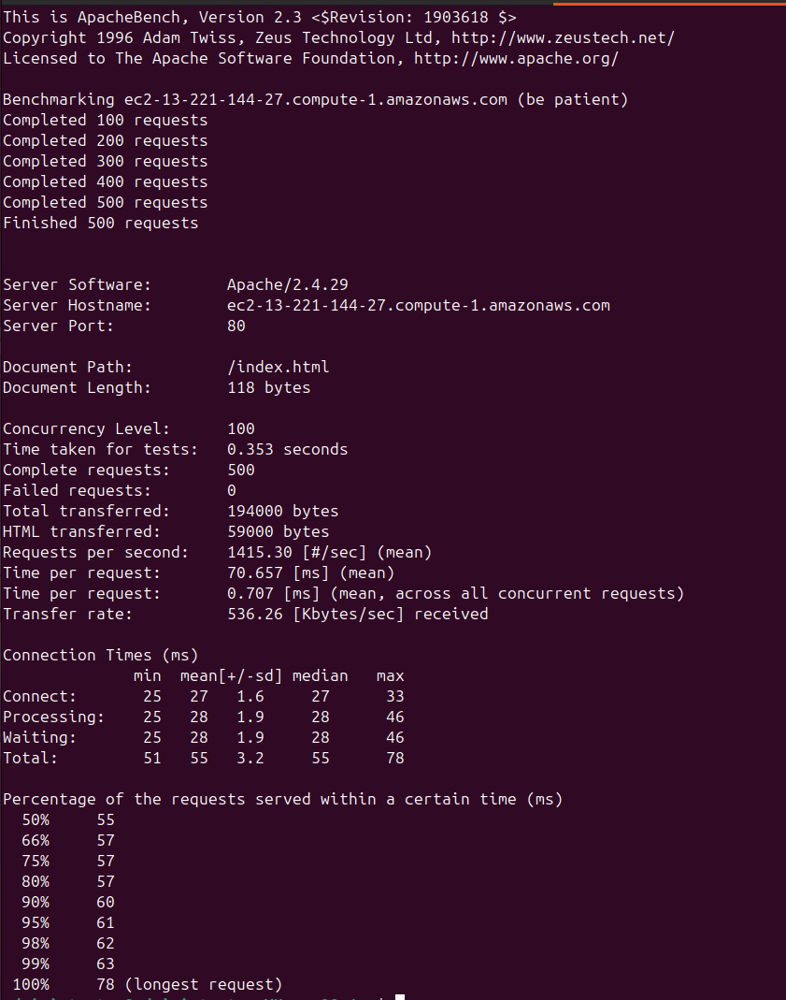 This is ApacheBench, Version 2.3 <$Revision: 1903618 $>
Copyright 1996 Adam Twiss, Zeus Technology Ltd, http://www.zeustech.net/
Licensed to The Apache Software Foundation, http://www.apache.org/

Benchmarking ec2-13-221-144-27.compute-1.amazonaws.com (be patient)
Completed 100 requests
Completed 200 requests
Completed 300 requests
Completed 400 requests
Completed 500 requests
Finished 500 requests


Server Software:        Apache/2.4.29
Server Hostname:        ec2-13-221-144-27.compute-1.amazonaws.com
Server Port:            80

Document Path:          /index.html
Document Length:        118 bytes

Concurrency Level:      100
Time taken for tests:   0.353 seconds
Complete requests:      500
Failed requests:        0
Total transferred:      194000 bytes
HTML transferred:       59000 bytes
Requests per second:    1415.30 [#/sec] (mean)
Time per request:       70.657 [ms] (mean)
Time per request:       0.707 [ms] (mean, across all concurrent requests)
Transfer rate:          536.26 [Kbytes/sec] received

Connection Times (ms)
              min  mean[+/-sd] median   max
Connect:       25   27   1.6     27      33
Processing:    25   28   1.9     28      46
Waiting:       25   28   1.9     28      46
Total:         51   55   3.2     55      78

Percentage of the requests served within a certain time (ms)
  50%     55
  66%     57
  75%     57
  80%     57
  90%     60
  95%     61
  98%     62
  99%     63
 100%     78 (longest request)